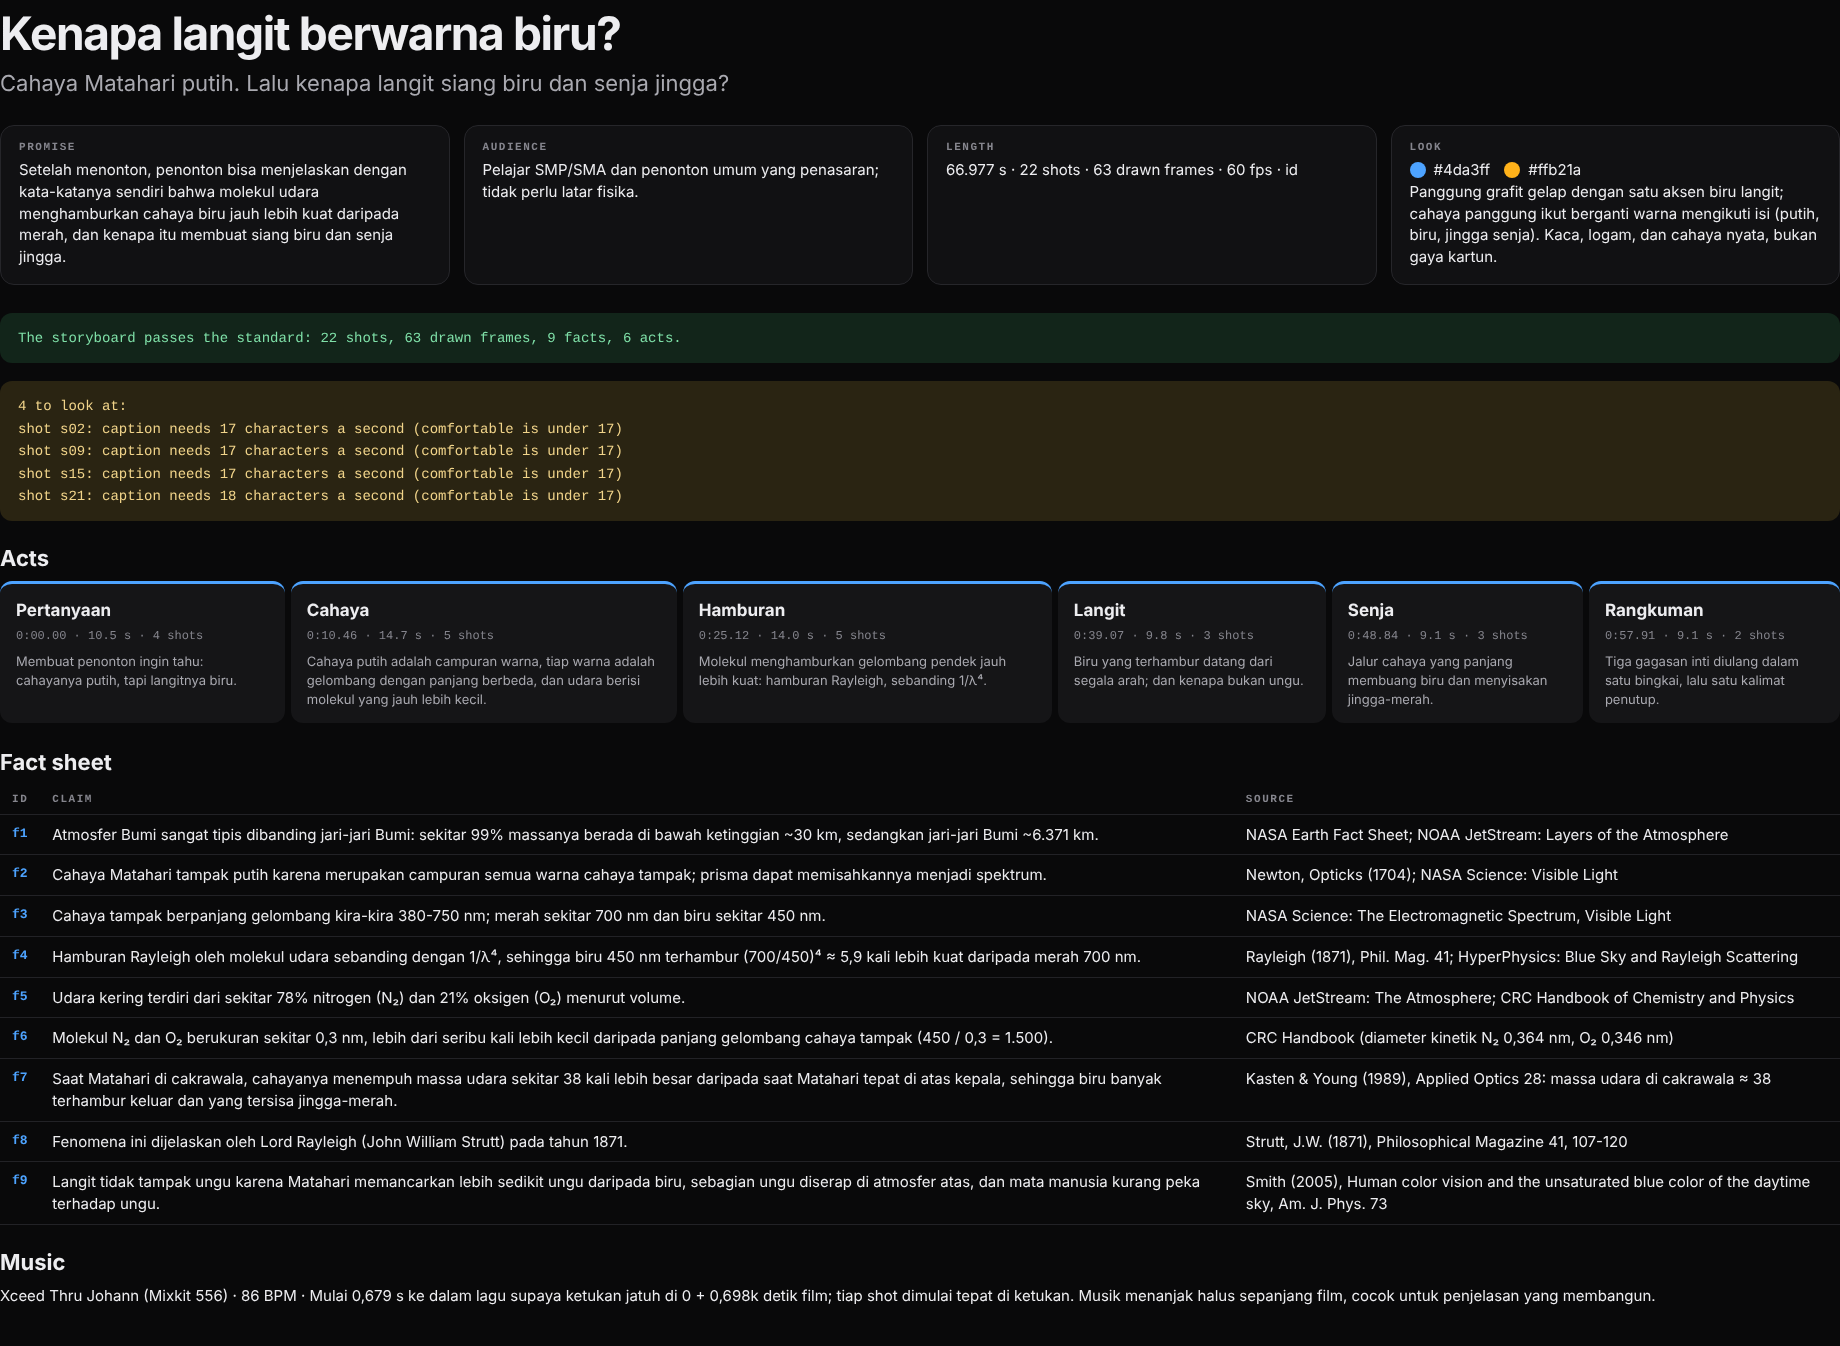 Kenapa langit berwarna biru?
Cahaya Matahari putih. Lalu kenapa langit siang biru dan senja jingga?
PROMISE
Setelah menonton, penonton bisa menjelaskan dengan
kata-katanya sendiri bahwa molekul udara
menghamburkan cahaya biru jauh lebih kuat daripada
merah, dan kenapa itu membuat siang biru dan senja
jingga.
AUDIENCE
Pelajar SMP/SMA dan penonton umum yang penasaran;
tidak perlu latar fisika.
LENGTH
66.977 s · 22 shots · 63 drawn frames · 60 fps · id
LOOK
#4da3ff #ffb21a
Panggung grafit gelap dengan satu aksen biru langit;
cahaya panggung ikut berganti warna mengikuti isi (putih,
biru, jingga senja). Kaca, logam, dan cahaya nyata, bukan
gaya kartun.
The storyboard passes the standard: 22 shots, 63 drawn frames, 9 facts, 6 acts.
4 to look at:
shot s02: caption needs 17 characters a second (comfortable is under 17)
shot s09: caption needs 17 characters a second (comfortable is under 17)
shot s15: caption needs 17 characters a second (comfortable is under 17)
shot s21: caption needs 18 characters a second (comfortable is under 17)
Acts
Pertanyaan
0:00.00 · 10.5 s · 4 shots
Membuat penonton ingin tahu:
cahayanya putih, tapi langitnya biru.
Cahaya
0:10.46 · 14.7 s · 5 shots
Cahaya putih adalah campuran warna, tiap warna adalah
gelombang dengan panjang berbeda, dan udara berisi
molekul yang jauh lebih kecil.
Hamburan
0:25.12 · 14.0 s · 5 shots
Molekul menghamburkan gelombang pendek jauh
lebih kuat: hamburan Rayleigh, sebanding 1/λ⁴.
Langit
0:39.07 · 9.8 s · 3 shots
Biru yang terhambur datang dari
segala arah; dan kenapa bukan ungu.
Senja
0:48.84 · 9.1 s · 3 shots
Jalur cahaya yang panjang
membuang biru dan menyisakan
jingga-merah.
Rangkuman
0:57.91 · 9.1 s · 2 shots
Tiga gagasan inti diulang dalam
satu bingkai, lalu satu kalimat
penutup.
Fact sheet
ID CLAIM SOURCE
f1 Atmosfer Bumi sangat tipis dibanding jari-jari Bumi: sekitar 99% massanya berada di bawah ketinggian ~30 km, sedangkan jari-jari Bumi ~6.371 km. NASA Earth Fact Sheet; NOAA JetStream: Layers of the Atmosphere
f2 Cahaya Matahari tampak putih karena merupakan campuran semua warna cahaya tampak; prisma dapat memisahkannya menjadi spektrum. Newton, Opticks (1704); NASA Science: Visible Light
f3 Cahaya tampak berpanjang gelombang kira-kira 380-750 nm; merah sekitar 700 nm dan biru sekitar 450 nm. NASA Science: The Electromagnetic Spectrum, Visible Light
f4 Hamburan Rayleigh oleh molekul udara sebanding dengan 1/λ⁴, sehingga biru 450 nm terhambur (700/450)⁴ ≈ 5,9 kali lebih kuat daripada merah 700 nm. Rayleigh (1871), Phil. Mag. 41; HyperPhysics: Blue Sky and Rayleigh Scattering
f5 Udara kering terdiri dari sekitar 78% nitrogen (N₂) dan 21% oksigen (O₂) menurut volume. NOAA JetStream: The Atmosphere; CRC Handbook of Chemistry and Physics
f6 Molekul N₂ dan O₂ berukuran sekitar 0,3 nm, lebih dari seribu kali lebih kecil daripada panjang gelombang cahaya tampak (450 / 0,3 = 1.500). CRC Handbook (diameter kinetik N₂ 0,364 nm, O₂ 0,346 nm)
f7 Saat Matahari di cakrawala, cahayanya menempuh massa udara sekitar 38 kali lebih besar daripada saat Matahari tepat di atas kepala, sehingga biru banyak Kasten & Young (1989), Applied Optics 28: massa udara di cakrawala ≈ 38
terhambur keluar dan yang tersisa jingga-merah.
f8 Fenomena ini dijelaskan oleh Lord Rayleigh (John William Strutt) pada tahun 1871. Strutt, J.W. (1871), Philosophical Magazine 41, 107-120
f9 Langit tidak tampak ungu karena Matahari memancarkan lebih sedikit ungu daripada biru, sebagian ungu diserap di atmosfer atas, dan mata manusia kurang peka Smith (2005), Human color vision and the unsaturated blue color of the daytime
terhadap ungu. sky, Am. J. Phys. 73
Music
Xceed Thru Johann (Mixkit 556) · 86 BPM · Mulai 0,679 s ke dalam lagu supaya ketukan jatuh di 0 + 0,698k detik film; tiap shot dimulai tepat di ketukan. Musik menanjak halus sepanjang film, cocok untuk penjelasan yang membangun.